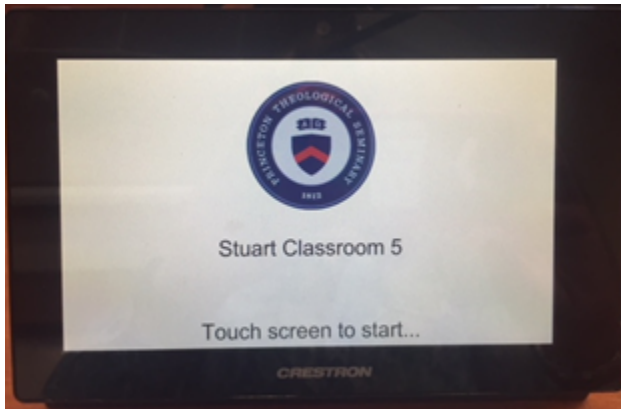 PRINCETON THEOLOGICAL SEMINARY
1812
Stuart Classroom 5
Touch screen to start...
CRESTRON